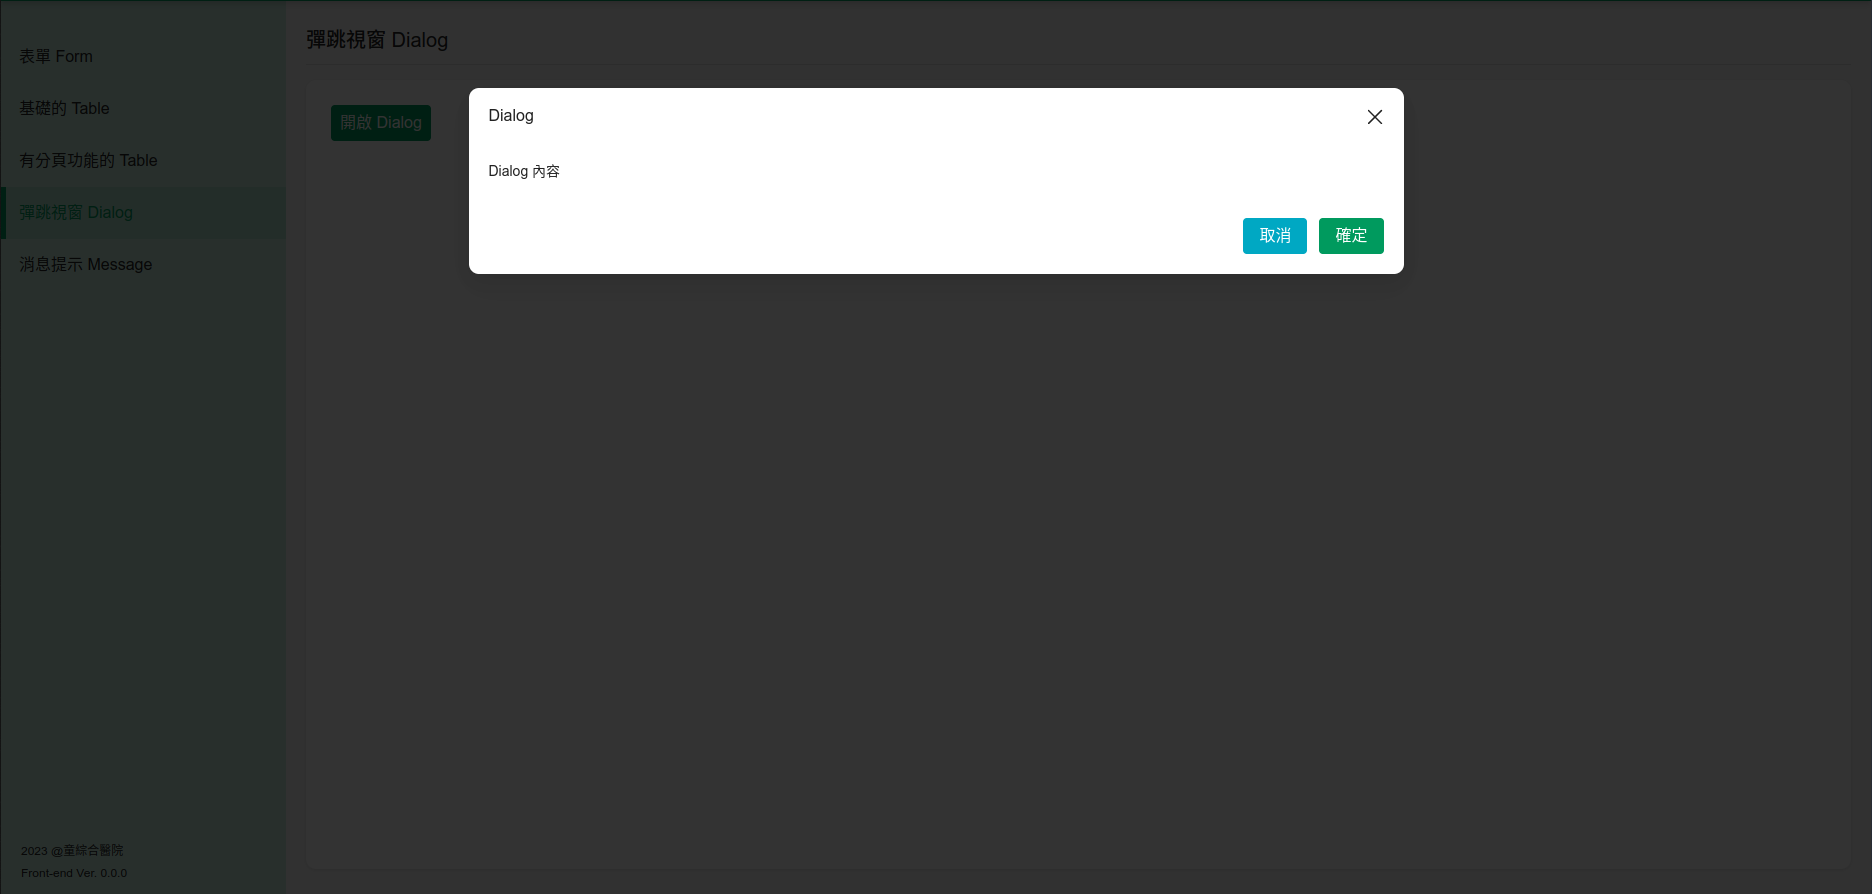 表單 Form
基礎的 Table
有分頁功能的 Table
彈跳視窗 Dialog
消息提示 Message
2023 @童綜合醫院
Front-end Ver. 0.0.0
彈跳視窗 Dialog
開啟 Dialog
Dialog
Dialog 內容
取消
確定